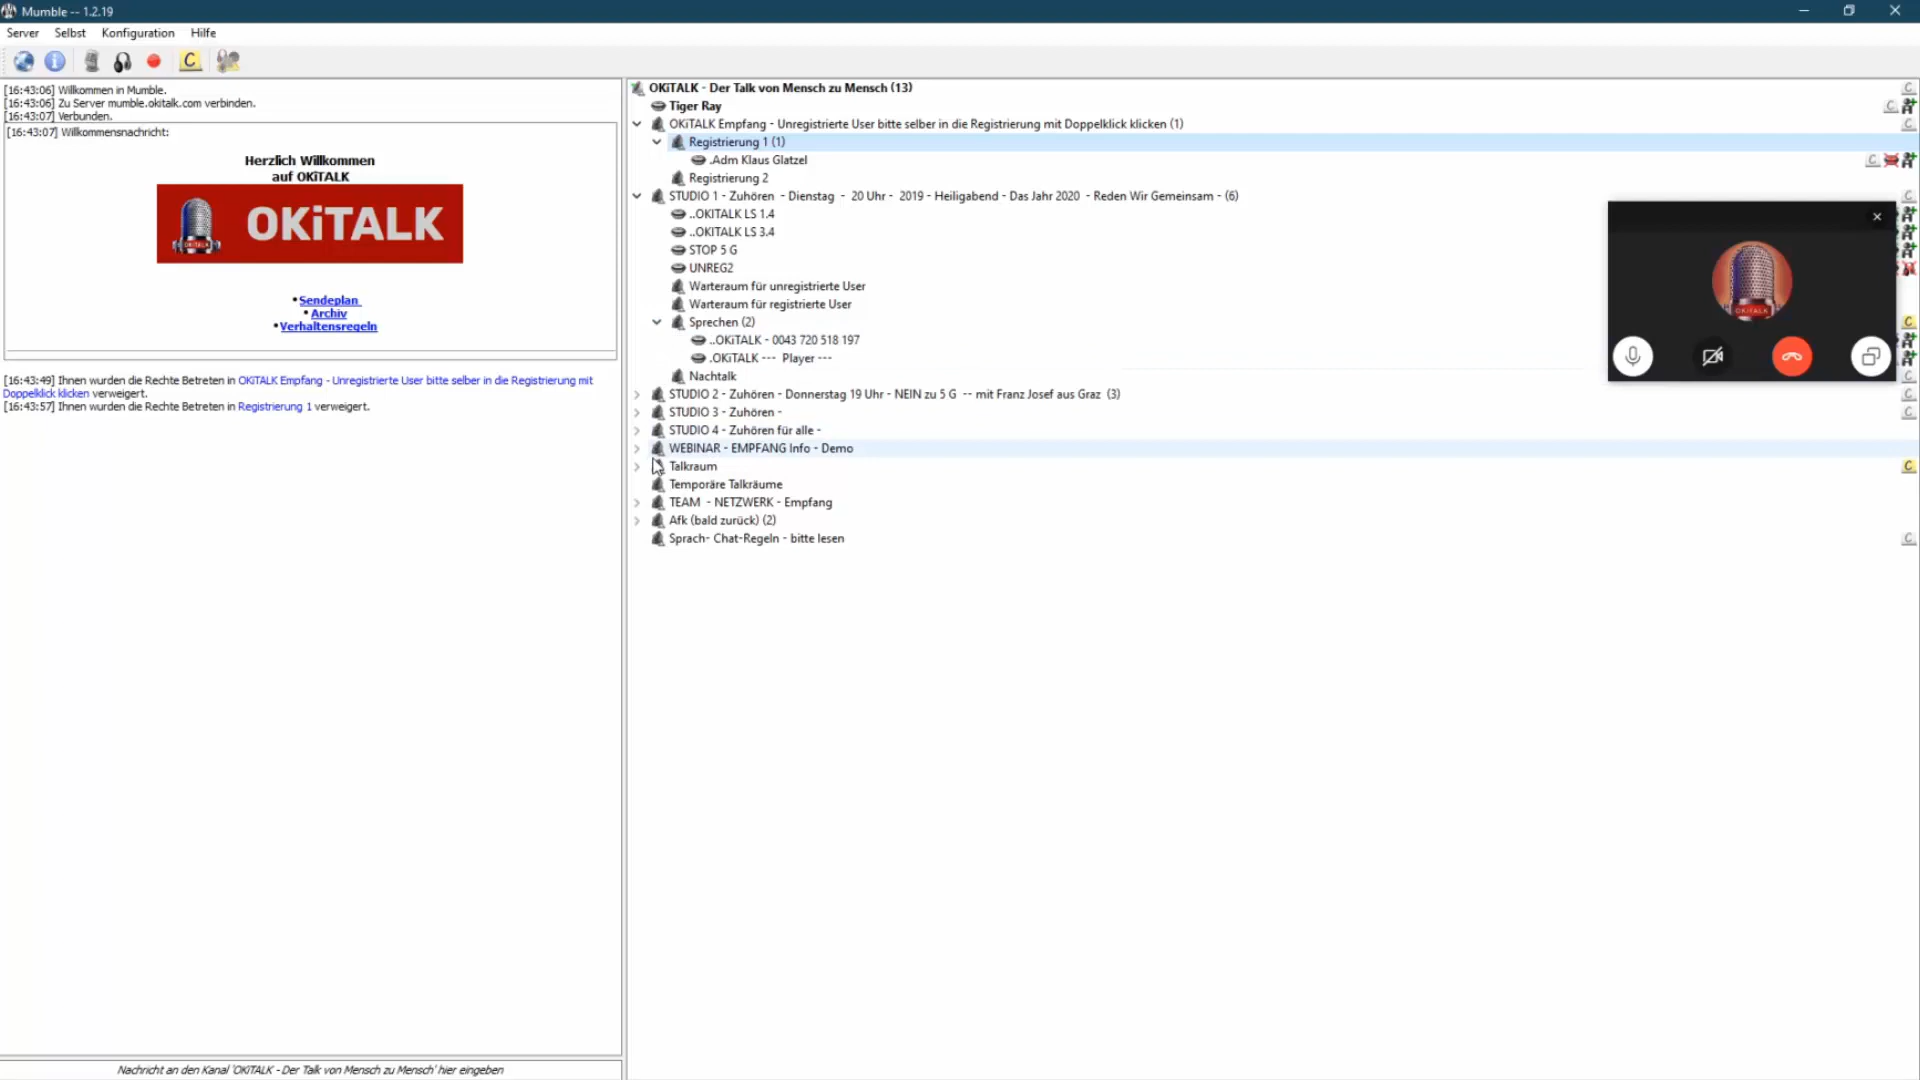 Mumble -- 1.2.19
Server Selbst Konfiguration Hilfe
C
[16:43:06] Willkommen in Mumble.
[16:43:06] Zu Server mumble.okitalk.com verbinden.
[16:43:07] Verbunden.
[16:43:07] Willkommensnachricht:
Herzlich Willkommen
auf OKiTALK
OKiTALK
•Sendeplan
•Archiv
•Verhaltensregeln
[16:43:49] Ihnen wurden die Rechte Betreten in OKiTALK Empfang - Unregistrierte User bitte selber in die Registrierung mit
Doppelklick klicken verweigert.
[16:43:57] Ihnen wurden die Rechte Betreten in Registrierung 1 verweigert.
Nachricht an den Kanal 'OKiTALK - Der Talk von Mensch zu Mensch' hier eingeben
OKiTALK - Der Talk von Mensch zu Mensch (13)
Tiger Ray
OKiTALK Empfang - Unregistrierte User bitte selber in die Registrierung mit Doppelklick klicken (1)
Registrierung 1 (1)
.Adm Klaus Glatzel
Registrierung 2
STUDIO 1 - Zuhören - Dienstag - 20 Uhr - 2019 - Heiligabend - Das Jahr 2020 - Reden Wir Gemeinsam - (6)
..OKITALK LS 1.4
..OKITALK LS 3.4
STOP 5 G
UNREG2
Warteraum für unregistrierte User
Warteraum für registrierte User
Sprechen (2)
..OKiTALK - 0043 720 518 197
.OKiTALK --- Player ---
Nachtalk
STUDIO 2 - Zuhören - Donnerstag 19 Uhr - NEIN zu 5 G -- mit Franz Josef aus Graz (3)
STUDIO 3 - Zuhören -
STUDIO 4 - Zuhören für alle -
WEBINAR - EMPFANG Info - Demo
Talkraum
Temporäre Talkräume
TEAM - NETZWERK - Empfang
Afk (bald zurück) (2)
Sprach- Chat-Regeln - bitte lesen
OKITALK